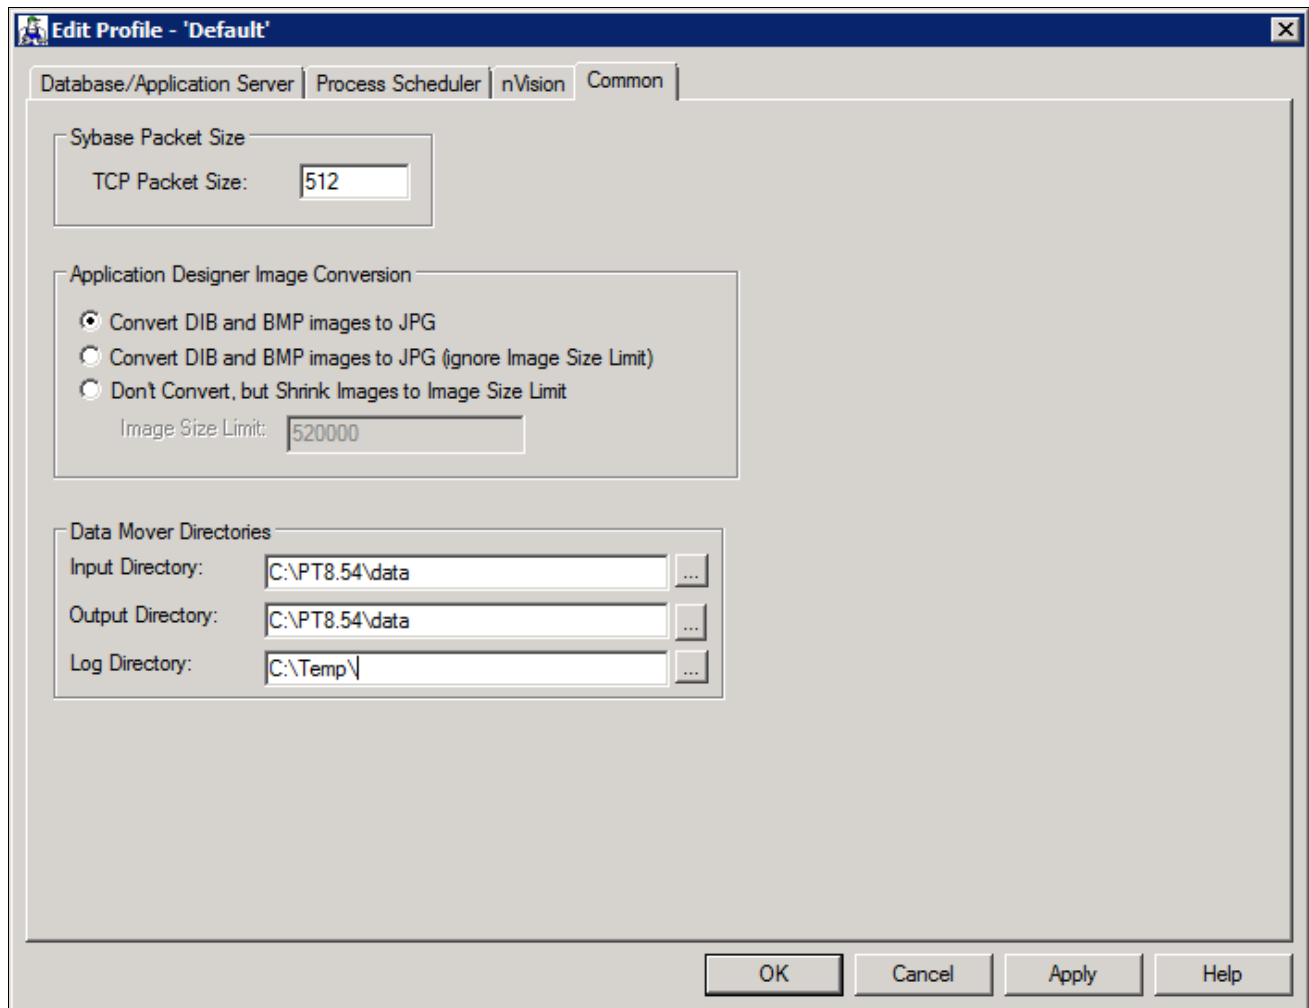 Edit Profile - 'Default'
Database/Application Server Process Scheduler nVision Common
Sybase Packet Size
TCP Packet Size: 512
Application Designer Image Conversion
Convert DIB and BMP images to JPG
Convert DIB and BMP images to JPG (ignore Image Size Limit)
Don't Convert, but Shrink Images to Image Size Limit
Image Size Limit: 520000
Data Mover Directories
Input Directory: C:\PT8.54\data ...
Output Directory: C:\PT8.54\data ...
Log Directory: C:\Temp\ ...
OK Cancel Apply Help